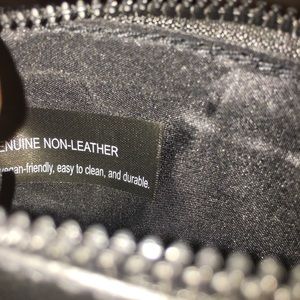 ENUINE NON-LEATHER
vegan-friendly, easy to clean, and durable.